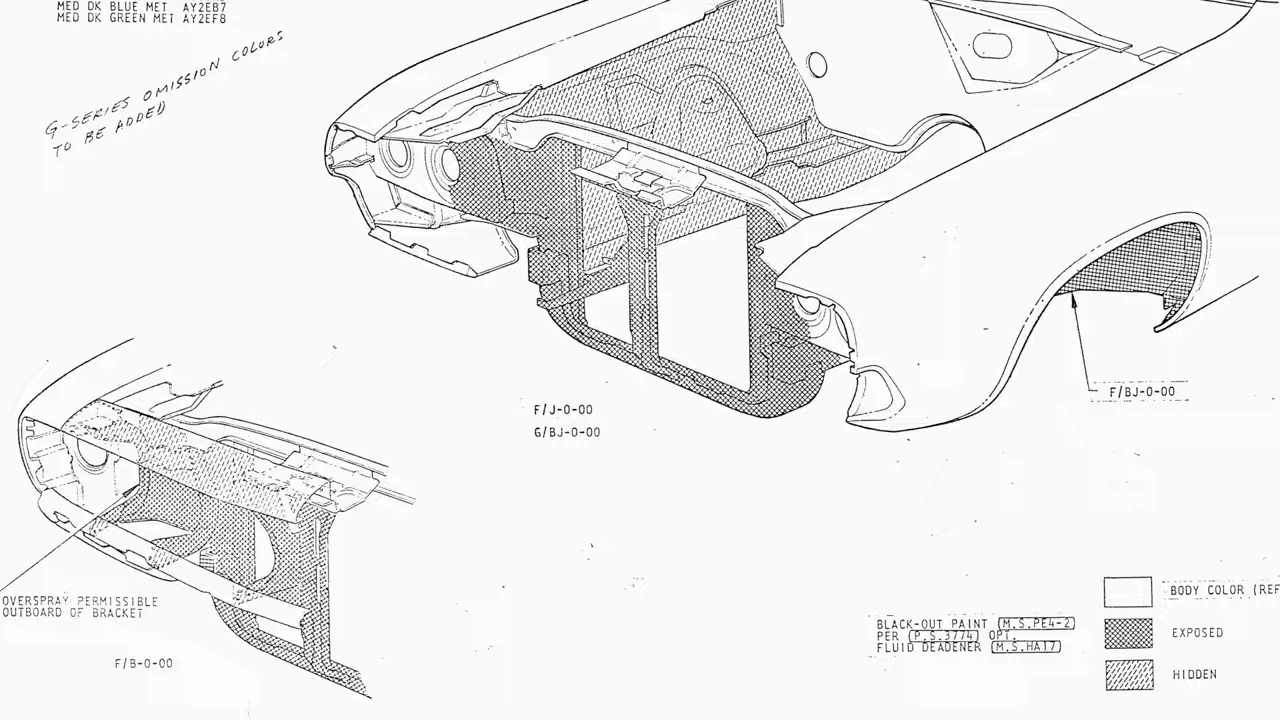 MED DK BLUE MET AY2EB7
MED DK GREEN MET AY2EF8
G-SERIES OMISSION COLORS
TO BE ADDED
F/BJ-0-00
F/J-0-00
G/BJ-0-00
OVERSPRAY PERMISSIBLE
OUTBOARD OF BRACKET
F/B-0-00
BLACK-OUT PAINT (M.S.PE4-2)
PER (P.S.3774) OPT.
FLUID DEADENER (M.S.HA17)
BODY COLOR (REF
EXPOSED
HIDDEN